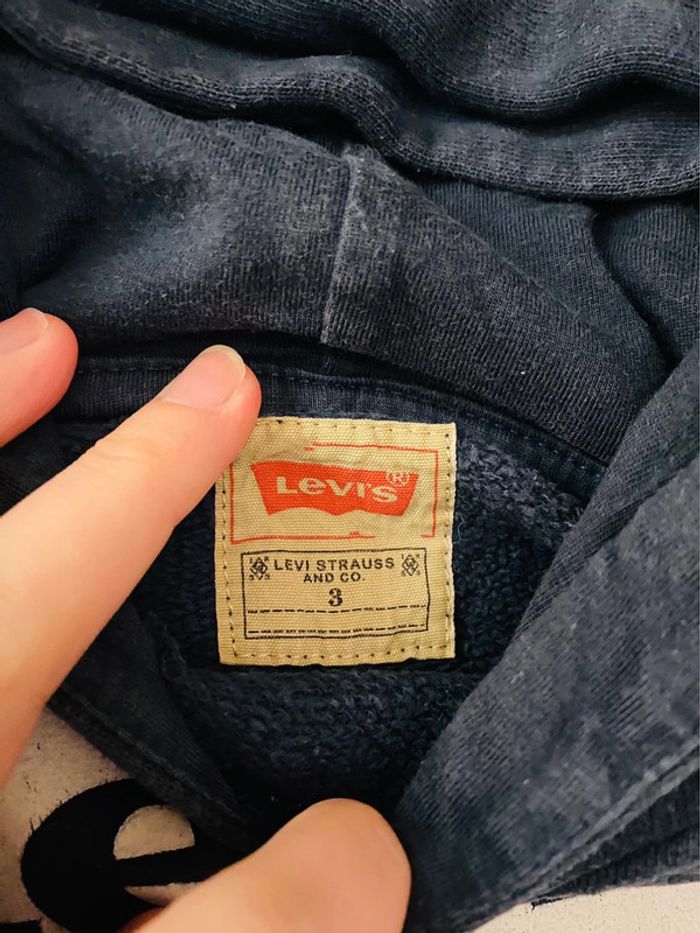 Levi's®
LEVI STRAUSS
AND CO.
3